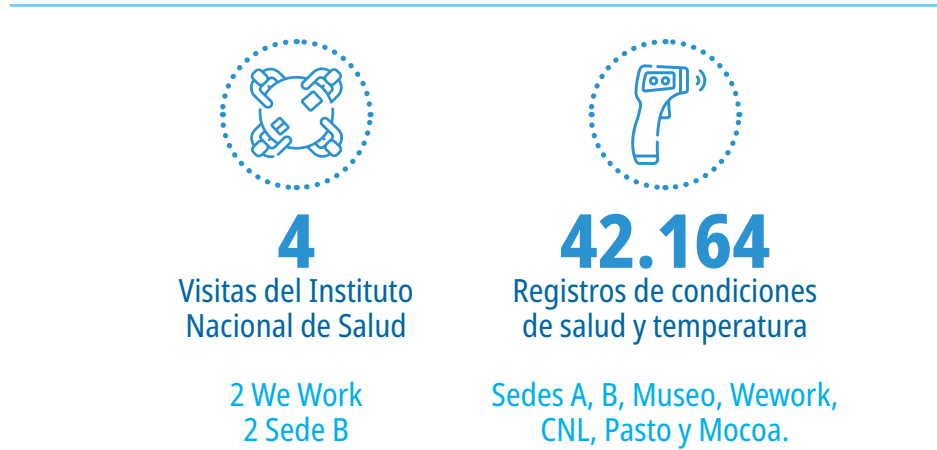 4
Visitas del Instituto
Nacional de Salud
2 We Work
2 Sede B
42.164
Registros de condiciones
de salud y temperatura
Sedes A, B, Museo, Wework,
CNL, Pasto y Mocoa.